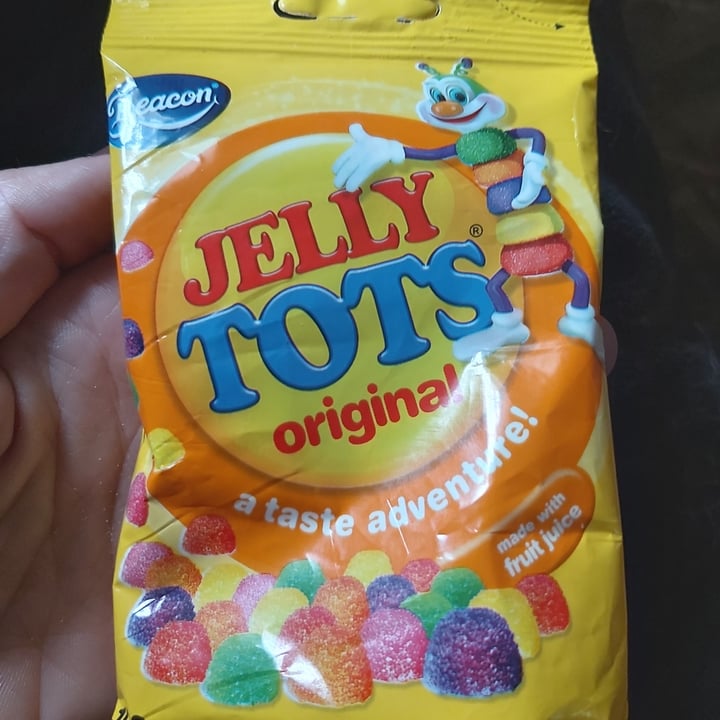 Beacon
JELLY
TOTS®
original
a taste adventure!
made with
fruit juice